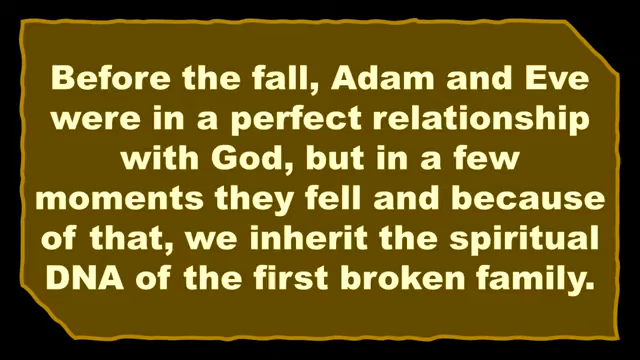 Before the fall, Adam and Eve
were in a perfect relationship
with God, but in a few
moments they fell and because
of that, we inherit the spiritual
DNA of the first broken family.